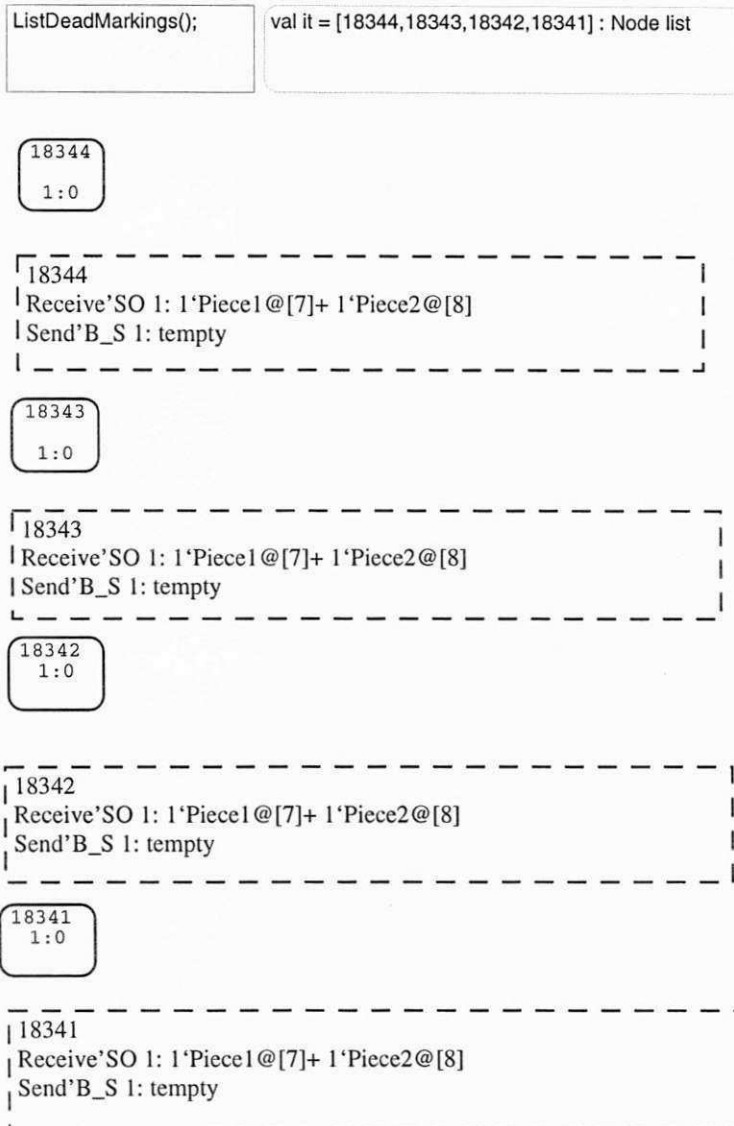 ListDeadMarkings();
val it = [18344,18343,18342,18341] : Node list
18344
1:0
18344
Receive'SO 1: 1‘Piece1@[7]+ 1‘Piece2@[8]
Send'B_S 1: tempty
18343
1:0
18343
Receive'SO 1: 1‘Piece1@[7]+ 1‘Piece2@[8]
Send'B_S 1: tempty
18342
1:0
18342
Receive'SO 1: 1‘Piece1@[7]+ 1‘Piece2@[8]
Send'B_S 1: tempty
18341
1:0
18341
Receive'SO 1: 1‘Piece1@[7]+ 1‘Piece2@[8]
Send'B_S 1: tempty